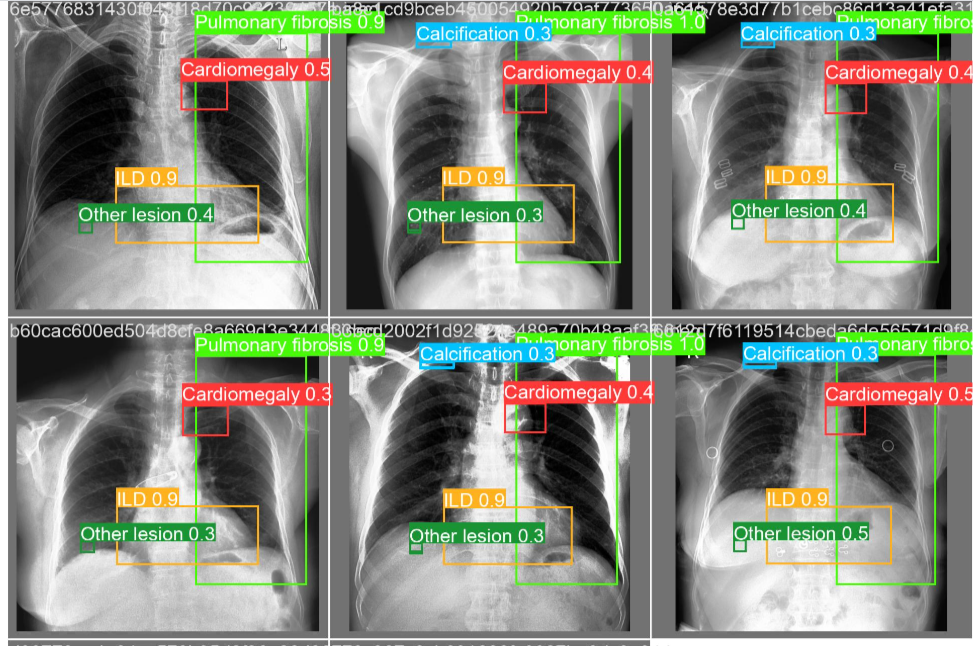 Pulmonary fibrosis 0.9
Pulmonary fibrosis 1.0
Pulmonary fibros
Calcification 0.3
Calcification 0.3
Cardiomegaly 0.5
Cardiomegaly 0.4
Cardiomegaly 0.4
ILD 0.9
ILD 0.9
ILD 0.9
Other lesion 0.4
Other lesion 0.3
Other lesion 0.4
Pulmonary fibrosis 0.9
Pulmonary fibrosis 1.0
Pulmonary fibros
Calcification 0.3
Calcification 0.3
Cardiomegaly 0.3
Cardiomegaly 0.4
Cardiomegaly 0.5
ILD 0.9
ILD 0.9
ILD 0.9
Other lesion 0.3
Other lesion 0.3
Other lesion 0.5